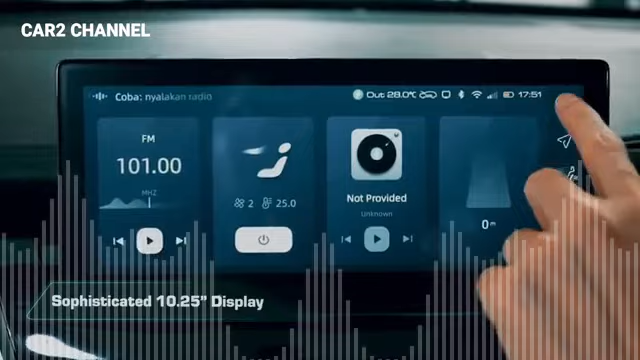 CAR2 CHANNEL
Coba: nyalakan radio
Out 28.0℃ 17:51
FM
101.00
MHZ
2 25.0
Not Provided
Unknown
0m
Sophisticated 10.25” Display